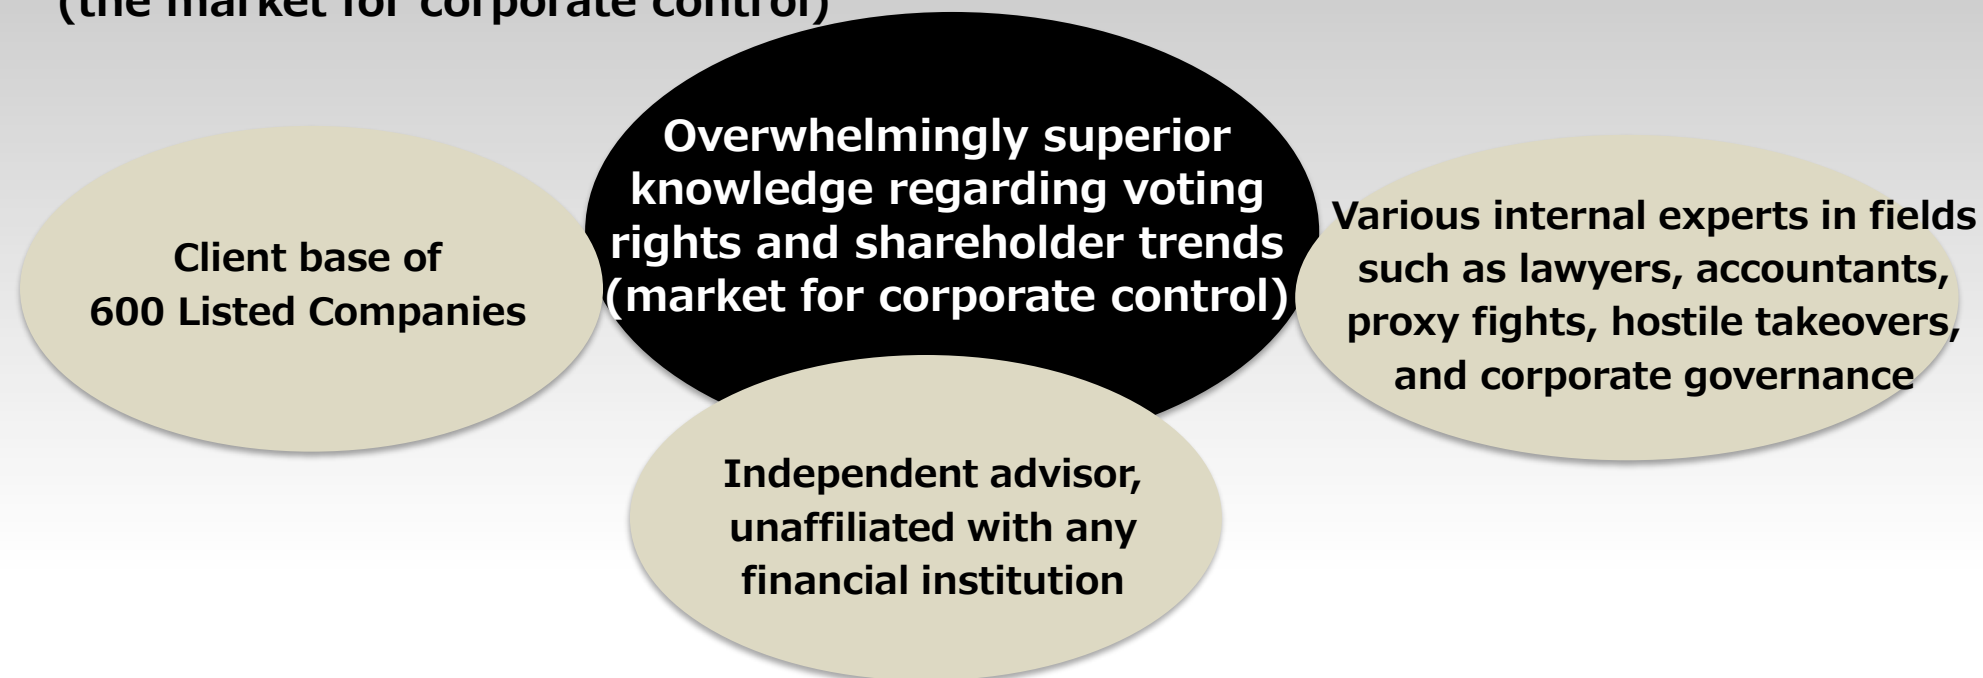 (the market for corporate control)
Overwhelmingly superior
knowledge regarding voting
rights and shareholder trends
(market for corporate control)
Client base of
600 Listed Companies
Various internal experts in fields
such as lawyers, accountants,
proxy fights, hostile takeovers,
and corporate governance
Independent advisor,
unaffiliated with any
financial institution